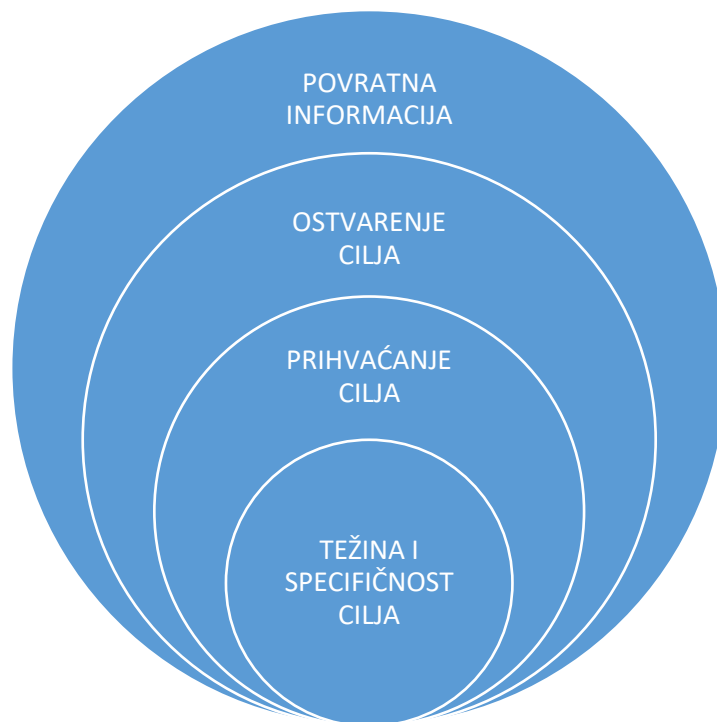 POVRATNA
INFORMACIJA
OSTVARENJE
CILJA
PRIHVAĆANJE
CILJA
TEŽINA I
SPECIFIČNOST
CILJA